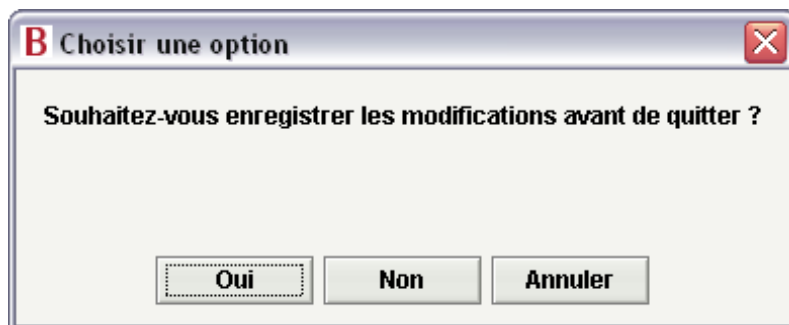 B Choisir une option
Souhaitez-vous enregistrer les modifications avant de quitter ?
Oui Non Annuler